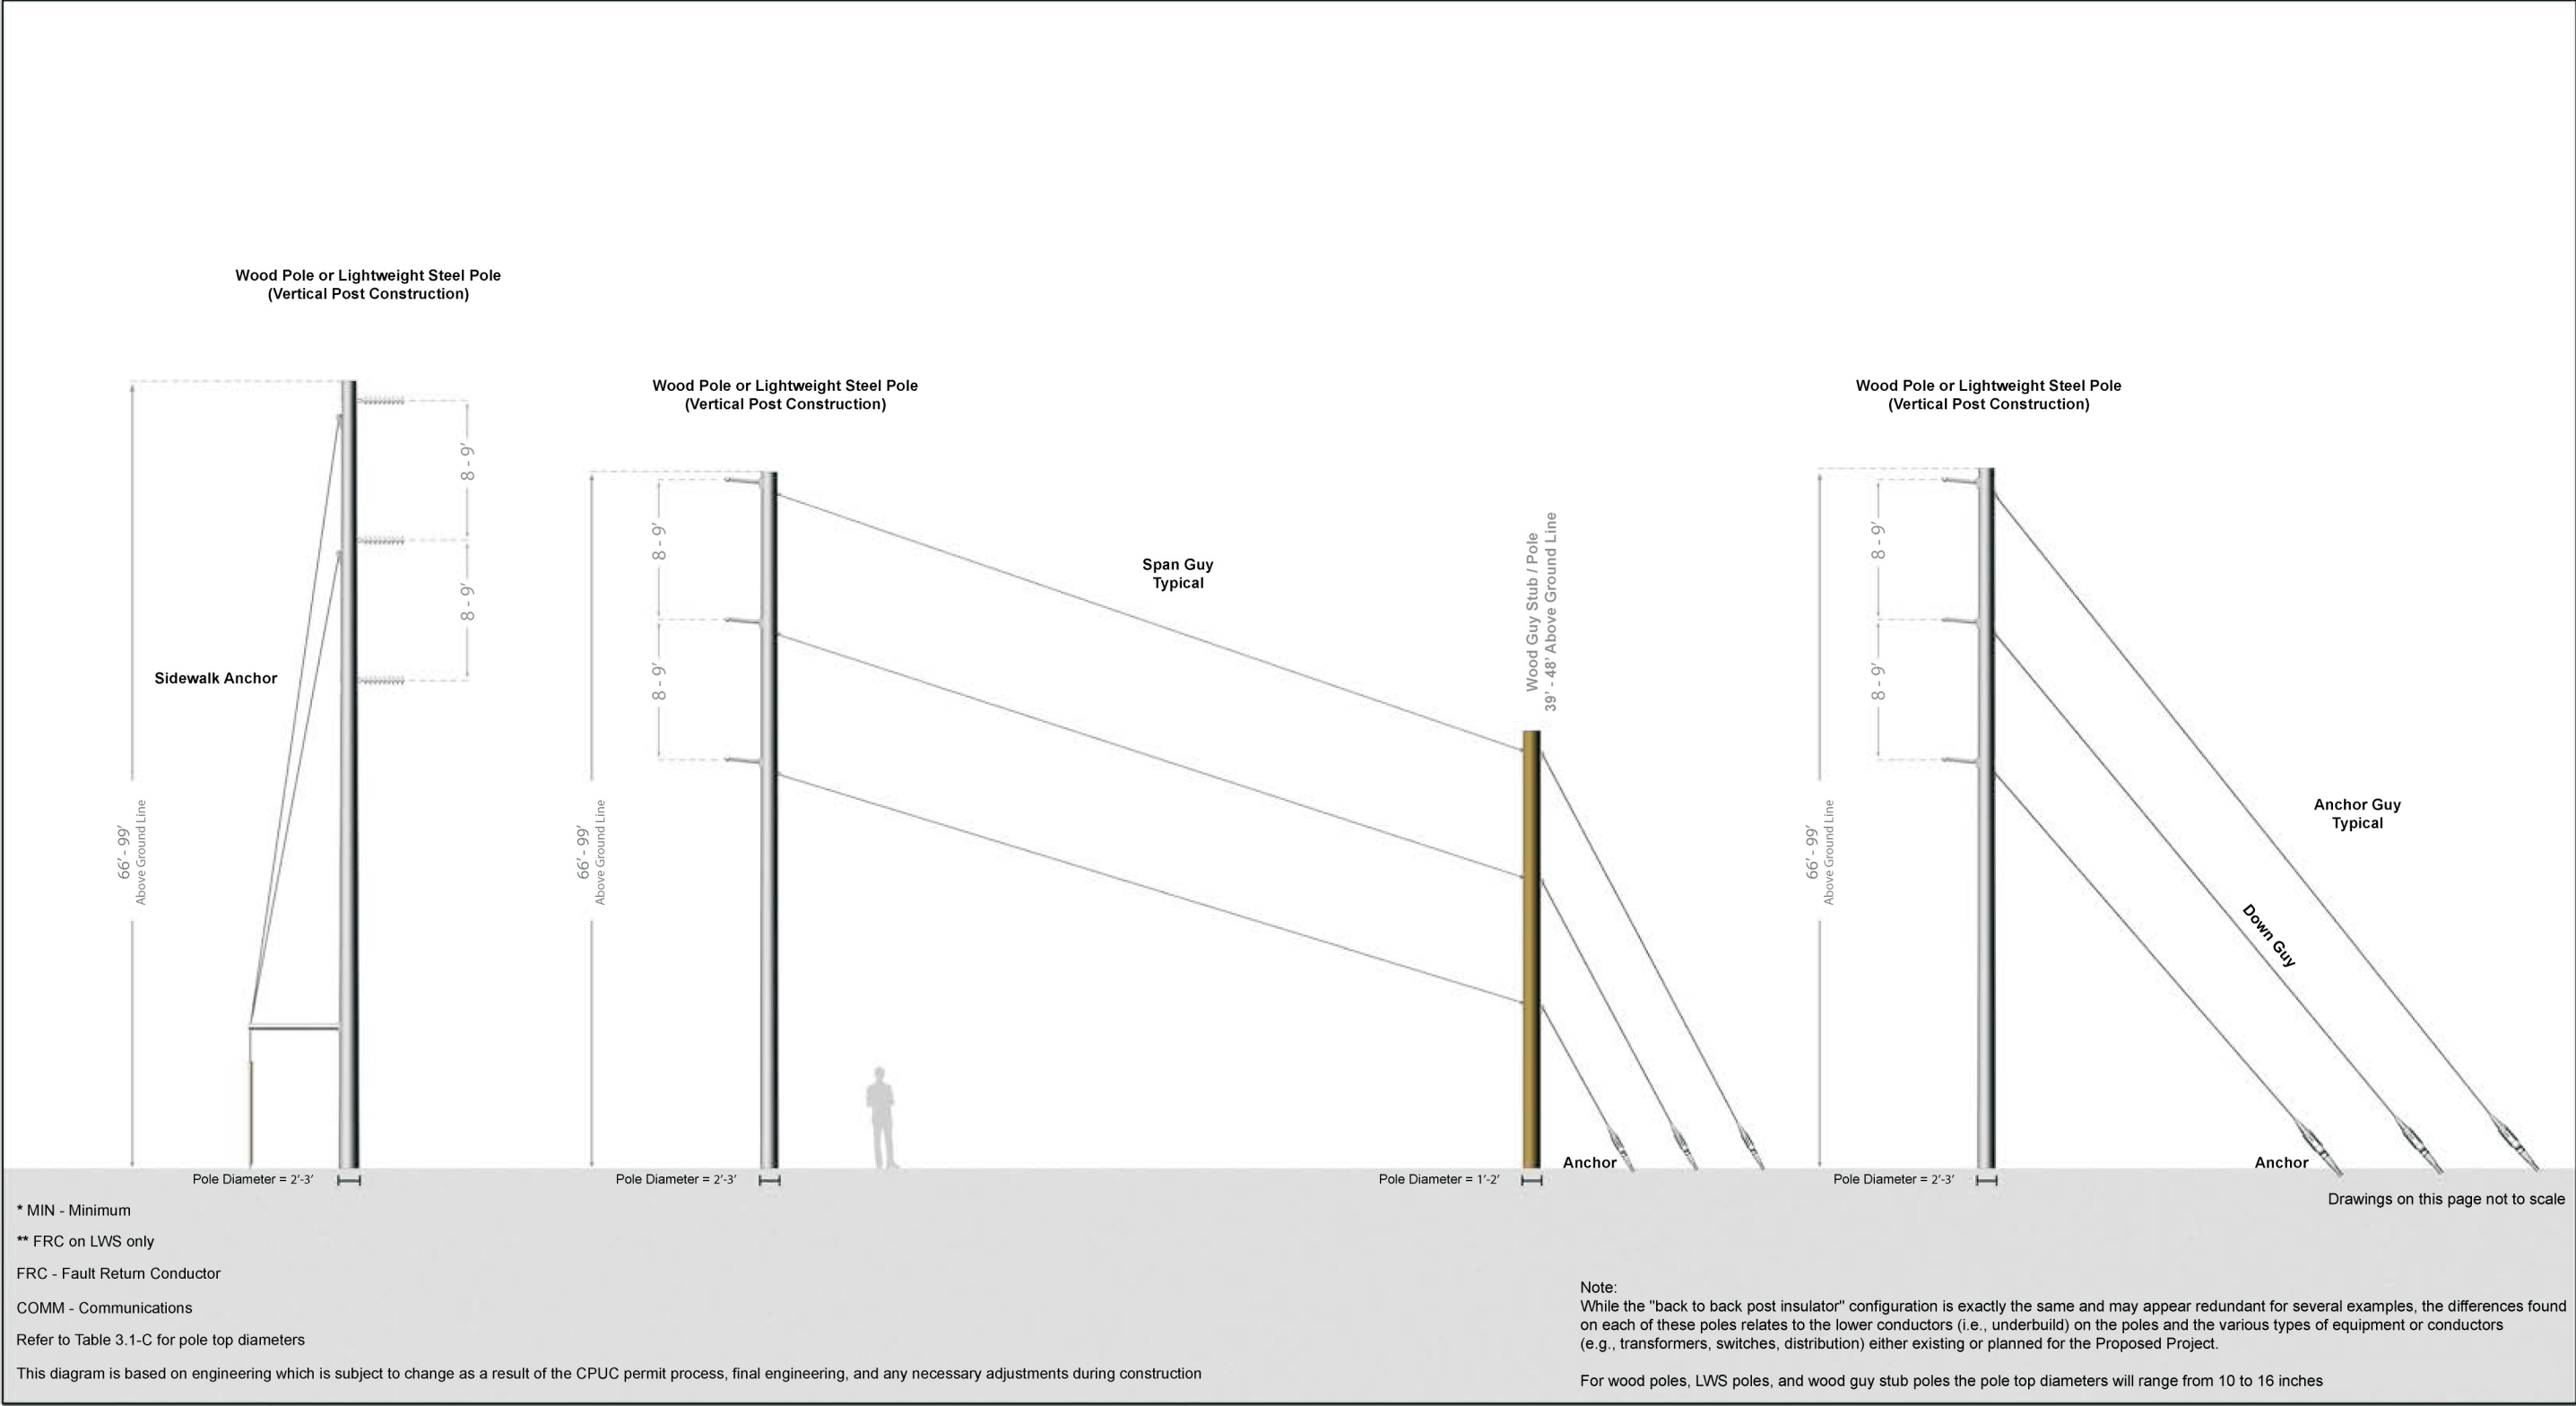 Wood Pole or Lightweight Steel Pole
(Vertical Post Construction)
Sidewalk Anchor
8 - 9'
8 - 9'
66' - 99'
Above Ground Line
Pole Diameter = 2'-3'
Wood Pole or Lightweight Steel Pole
(Vertical Post Construction)
8 - 9'
8 - 9'
66' - 99'
Above Ground Line
Pole Diameter = 2'-3'
Span Guy
Typical
Wood Guy Stub / Pole
39' - 48' Above Ground Line
Pole Diameter = 1'-2'
Anchor
Wood Pole or Lightweight Steel Pole
(Vertical Post Construction)
8 - 9'
8 - 9'
66' - 99'
Above Ground Line
Pole Diameter = 2'-3'
Anchor Guy
Typical
Down Guy
Anchor
Drawings on this page not to scale
* MIN - Minimum
** FRC on LWS only
FRC - Fault Return Conductor
COMM - Communications
Refer to Table 3.1-C for pole top diameters
This diagram is based on engineering which is subject to change as a result of the CPUC permit process, final engineering, and any necessary adjustments during construction
Note:
While the "back to back post insulator" configuration is exactly the same and may appear redundant for several examples, the differences found
on each of these poles relates to the lower conductors (i.e., underbuild) on the poles and the various types of equipment or conductors
(e.g., transformers, switches, distribution) either existing or planned for the Proposed Project.
For wood poles, LWS poles, and wood guy stub poles the pole top diameters will range from 10 to 16 inches